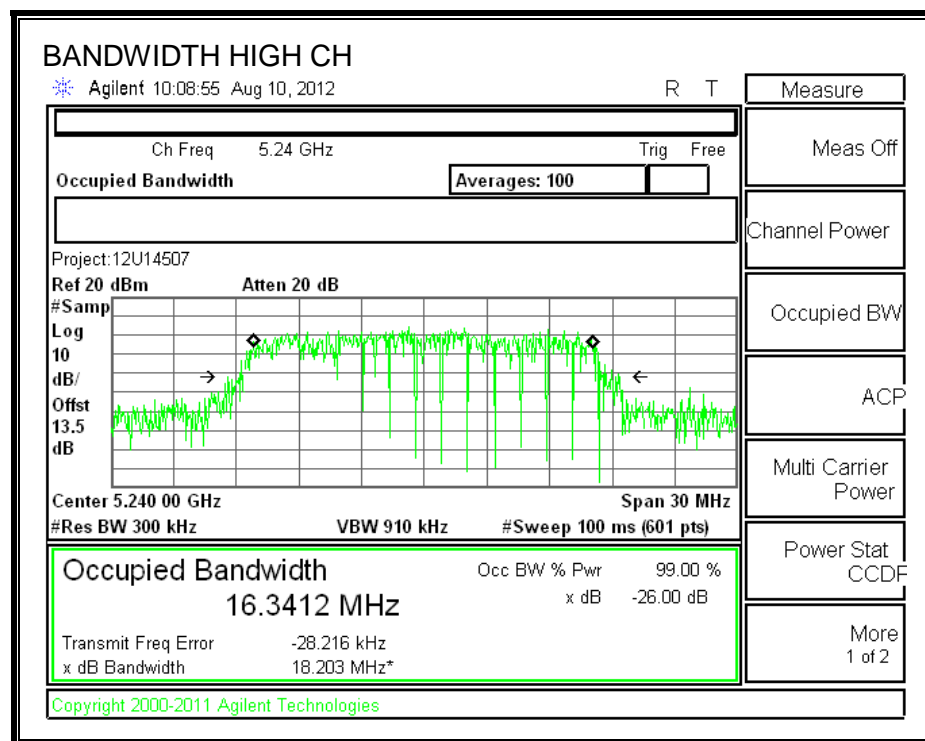 BANDWIDTH HIGH CH
Agilent 10:08:55 Aug 10, 2012 R T
Measure
Ch Freq 5.24 GHz Trig Free
Meas Off
Occupied Bandwidth Averages: 100
Channel Power
Project:12U14507
Ref 20 dBm Atten 20 dB
#Samp
Log
10
dB/
Offst
13.5
dB
Occupied BW
ACP
Multi Carrier
Power
Center 5.240 00 GHz Span 30 MHz
#Res BW 300 kHz VBW 910 kHz #Sweep 100 ms (601 pts)
Power Stat
CCDF
Occupied Bandwidth Occ BW % Pwr 99.00 %
16.3412 MHz x dB -26.00 dB
Transmit Freq Error -28.216 kHz
x dB Bandwidth 18.203 MHz*
More
1 of 2
Copyright 2000-2011 Agilent Technologies